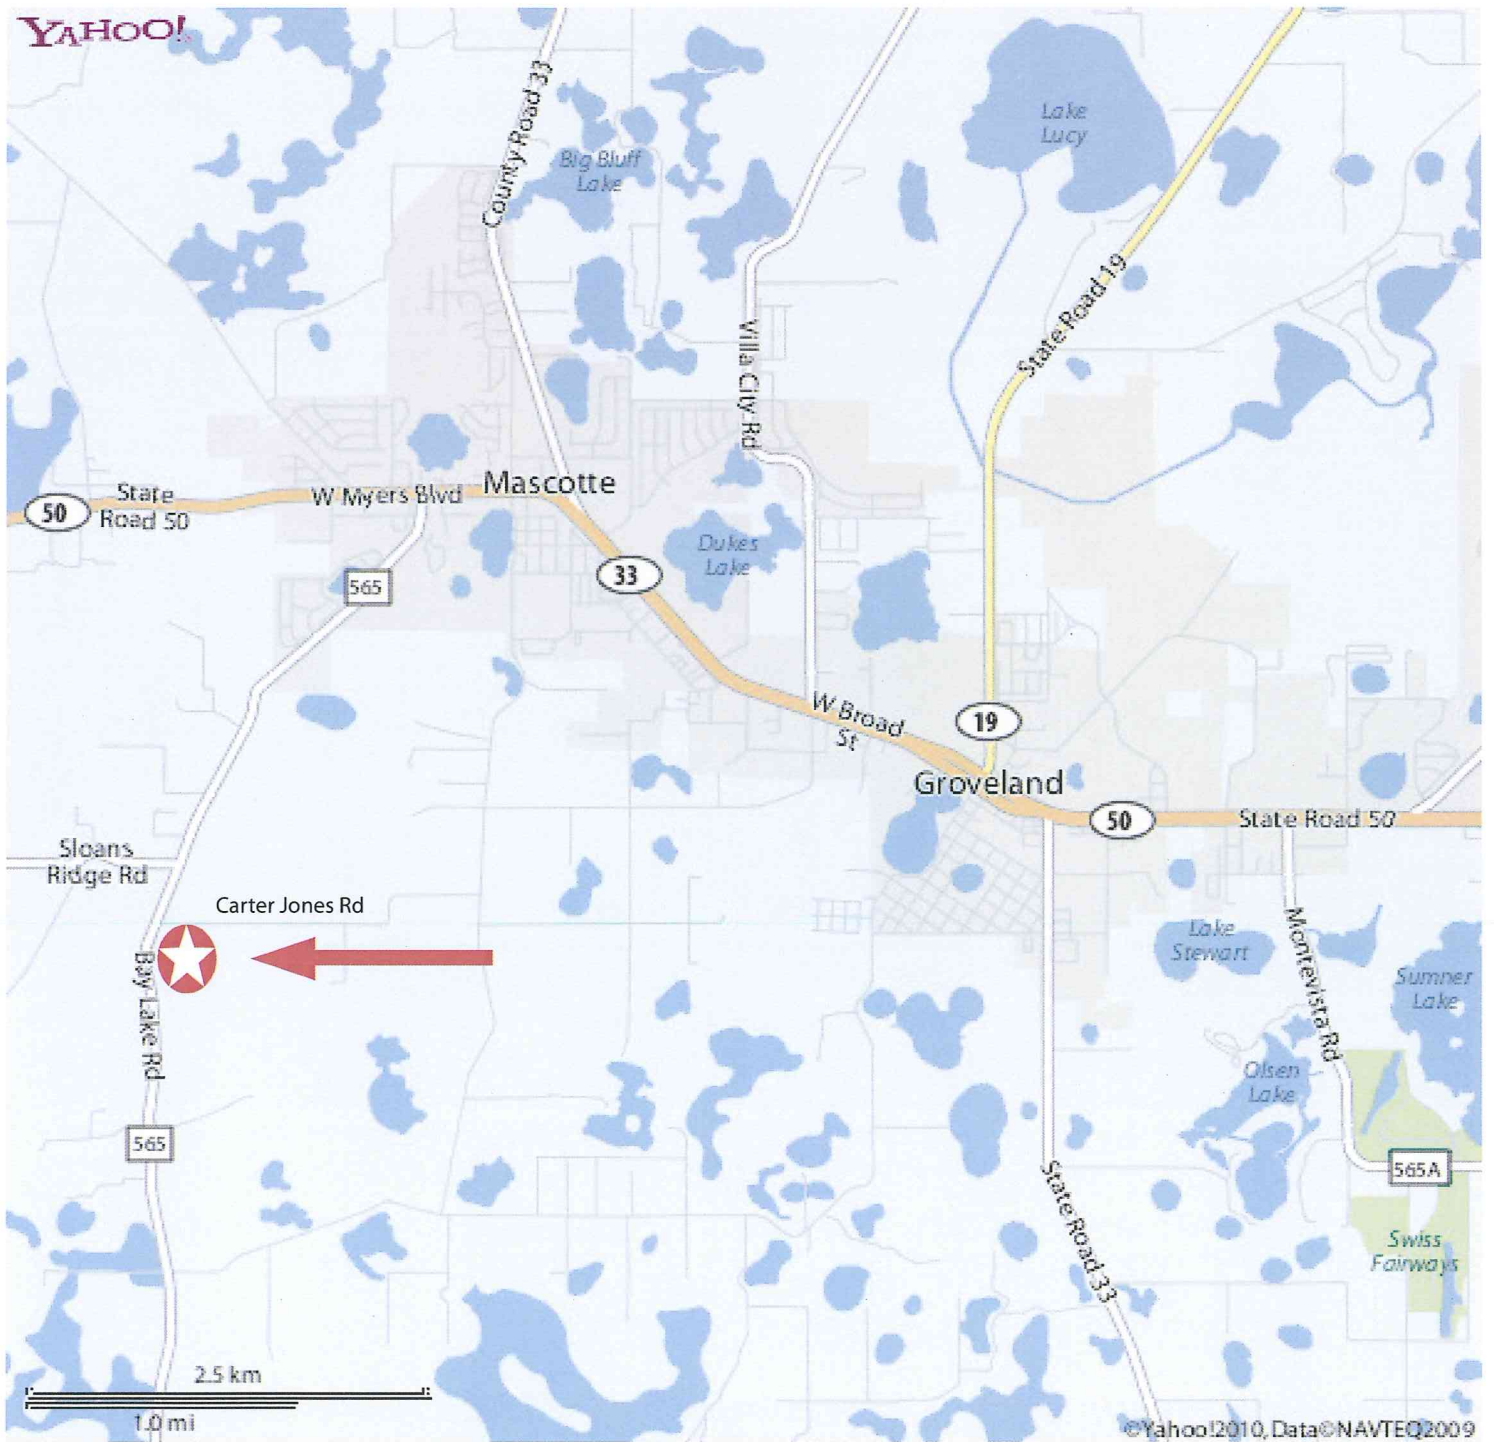 YAHOO!
County Road 33
Big Bluff
Lake
Lake
Lucy
State Road 19
Villa City Rd
State
Road 50
50
W Myers Blvd
Mascotte
565
33
Dukes
Lake
W Broad
St
19
Groveland
50
State Road 50
Sloans
Ridge Rd
Carter Jones Rd
Bay Lake Rd
Lake
Stewart
Montevista Rd
Sumner
Lake
Olsen
Lake
565
565A
State Road 33
Swiss
Fairways
2.5 km
1.0 mi
©Yahoo!2010, Data©NAVTEQ2009